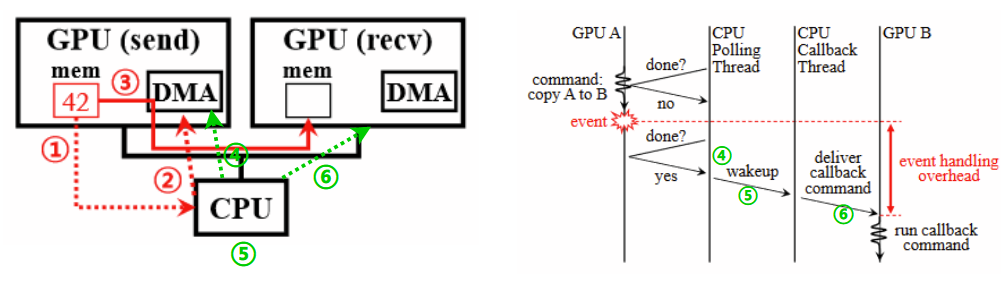 GPU (send)
mem
42
③
DMA
①
②
④
GPU (recv)
mem
DMA
⑥
CPU
⑤
GPU A
CPU
Polling
Thread
CPU
Callback
Thread
GPU B
command:
copy A to B
done?
no
event
done?
yes
④
wakeup
⑤
deliver
callback
command
⑥
event handling
overhead
run callback
command